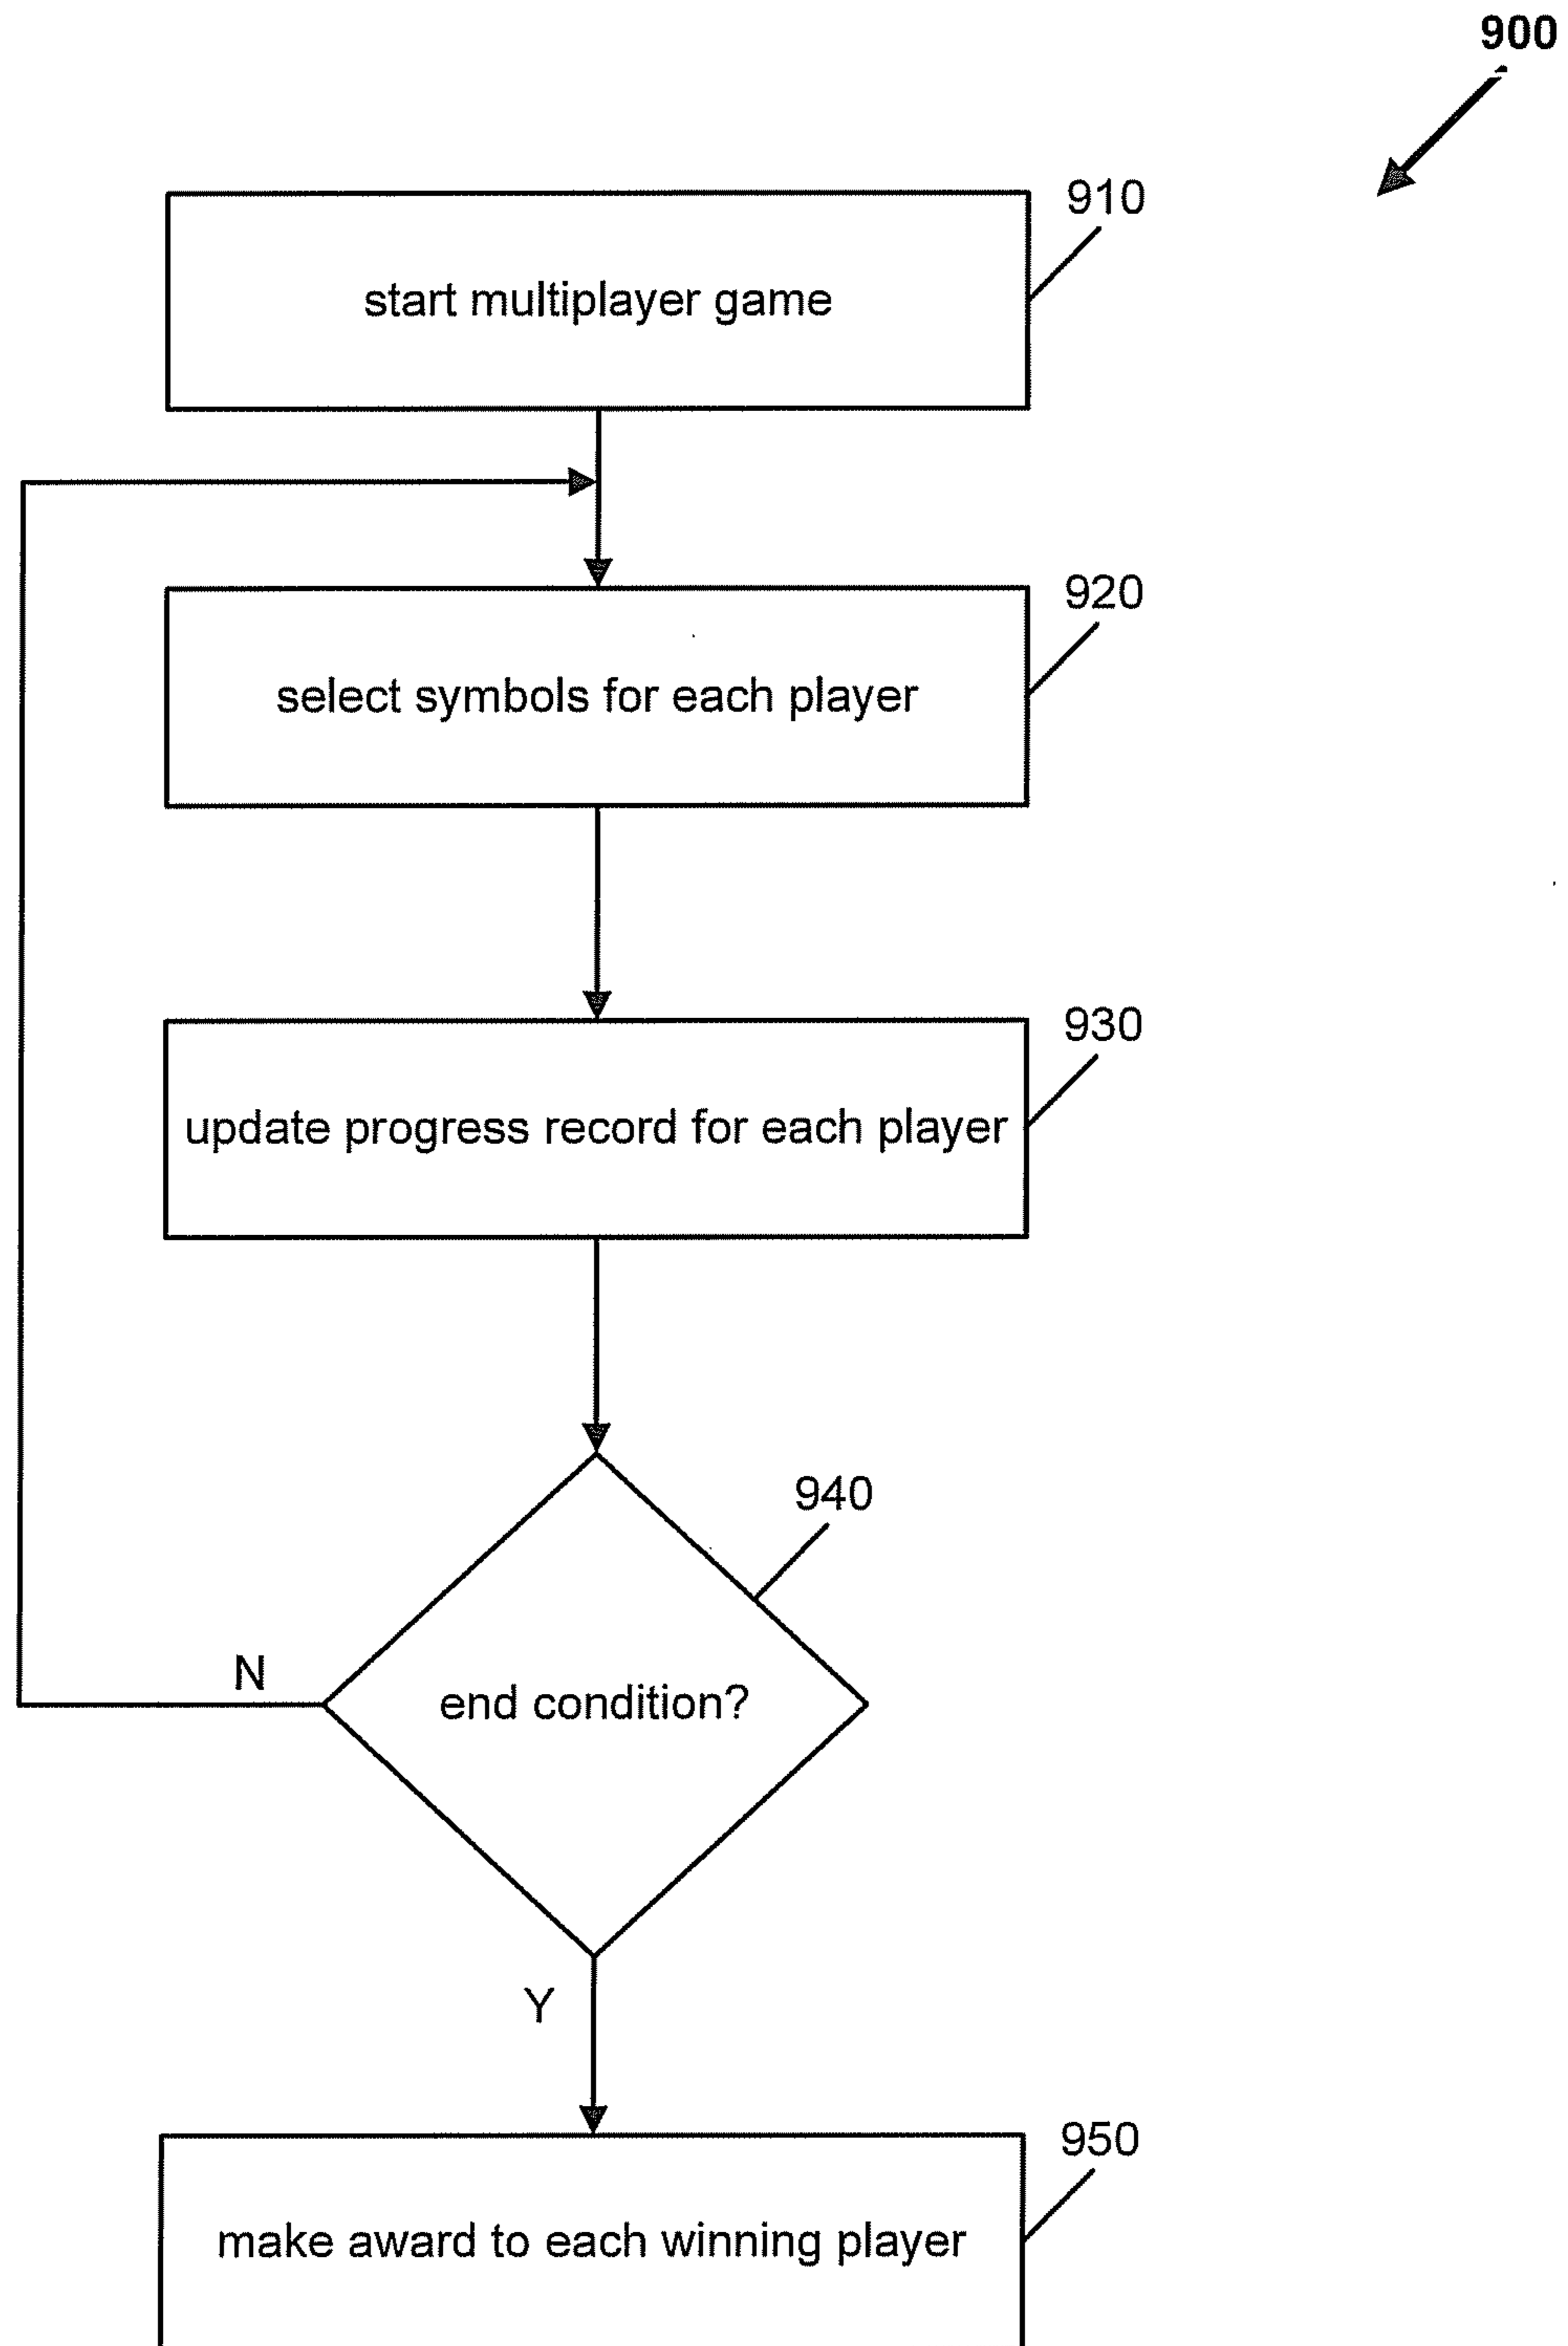 900
910
start multiplayer game
920
select symbols for each player
930
update progress record for each player
940
N
end condition?
Y
950
make award to each winning player